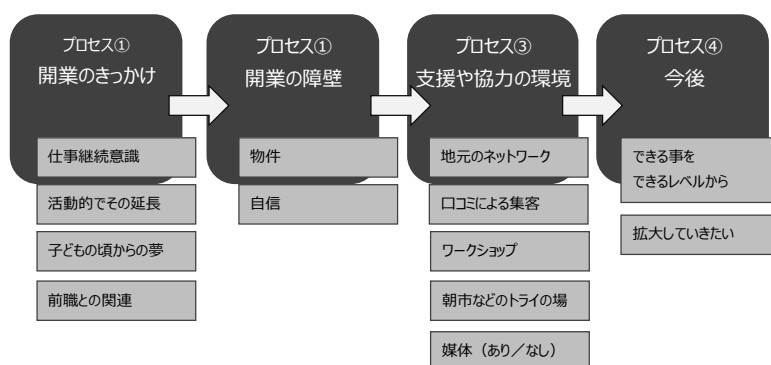 プロセス①
開業のきっかけ
仕事継続意識
活動的でその延長
子どもの頃からの夢
前職との関連
プロセス①
開業の障壁
物件
自信
プロセス③
支援や協力の環境
地元のネットワーク
口コミによる集客
ワークショップ
朝市などのトライの場
媒体（あり／なし）
プロセス④
今後
できる事を
できるレベルから
拡大していきたい